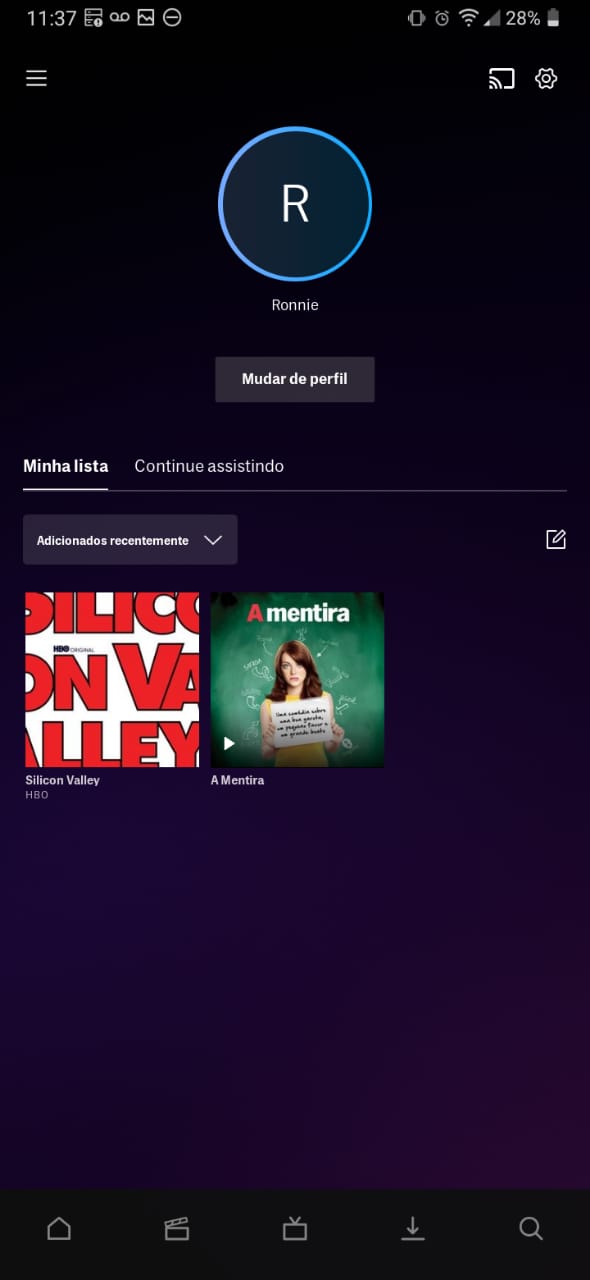 11:37
28%
R
Ronnie
Mudar de perfil
Minha lista Continue assistindo
Adicionados recentemente
SILICO
ON VA
ALLEY
HBO ORIGINAL
A mentira
Uma comédia sobre
uma boa garota,
um pequeno favor e
um grande boato
Silicon Valley
HBO
A Mentira